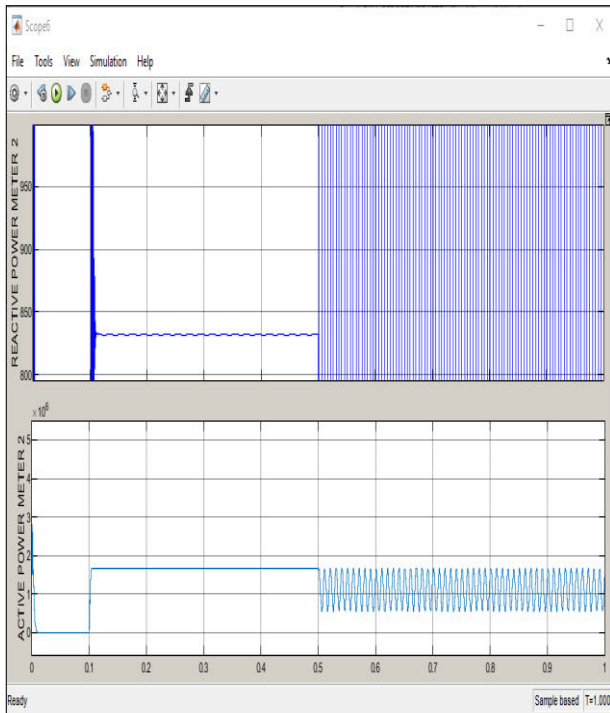 Scope6
File Tools View Simulation Help
REACTIVE POWER METER 2
950
900
850
800
×10⁶
ACTIVE POWER METER 2
5
4
3
2
1
0
0 0.1 0.2 0.3 0.4 0.5 0.6 0.7 0.8 0.9 1
Ready Sample based T=1.000